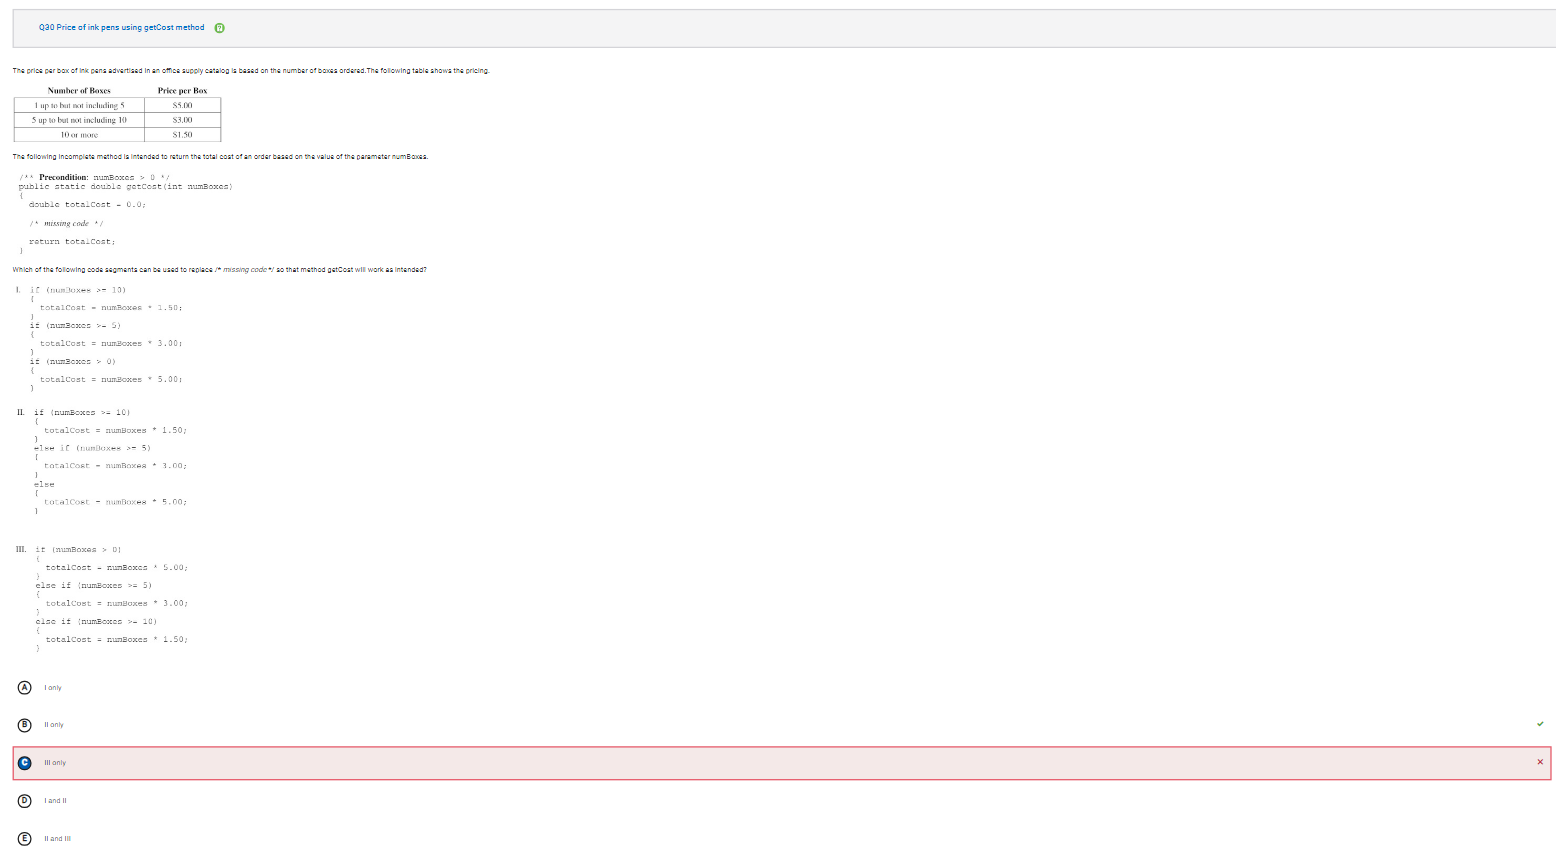 Q30 Price of ink pens using getCost method
The price per box of ink pens advertised in an office supply catalog is based on the number of boxes ordered.The following table shows the pricing.
Number of Boxes Price per Box
1 up to but not including 5 $5.00
5 up to but not including 10 $3.00
10 or more $1.50
The following incomplete method is intended to return the total cost of an order based on the value of the parameter numBoxes.
/** Precondition: numBoxes > 0 */
public static double getCost(int numBoxes)
{
double totalCost = 0.0;
/* missing code */
return totalCost;
}
Which of the following code segments can be used to replace /* missing code */ so that method getCost will work as intended?
I. if (numBoxes >= 10)
{
totalCost = numBoxes * 1.50;
}
if (numBoxes >= 5)
{
totalCost = numBoxes * 3.00;
}
if (numBoxes > 0)
{
totalCost = numBoxes * 5.00;
}
II. if (numBoxes >= 10)
{
totalCost = numBoxes * 1.50;
}
else if (numBoxes >= 5)
{
totalCost = numBoxes * 3.00;
}
else
{
totalCost = numBoxes * 5.00;
}
III. if (numBoxes > 0)
{
totalCost = numBoxes * 5.00;
}
else if (numBoxes >= 5)
{
totalCost = numBoxes * 3.00;
}
else if (numBoxes >= 10)
{
totalCost = numBoxes * 1.50;
}
A I only
B II only
C III only
D I and II
E II and III